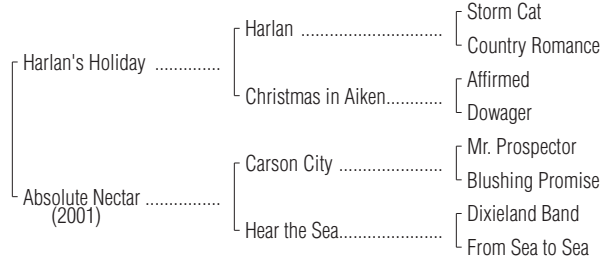 Storm Cat
Harlan ........................
Country Romance
Harlan's Holiday ..............
Affirmed
Christmas in Aiken............
Dowager
Mr. Prospector
Carson City ......................
Blushing Promise
Absolute Nectar ................
(2001)
Dixieland Band
Hear the Sea......................
From Sea to Sea